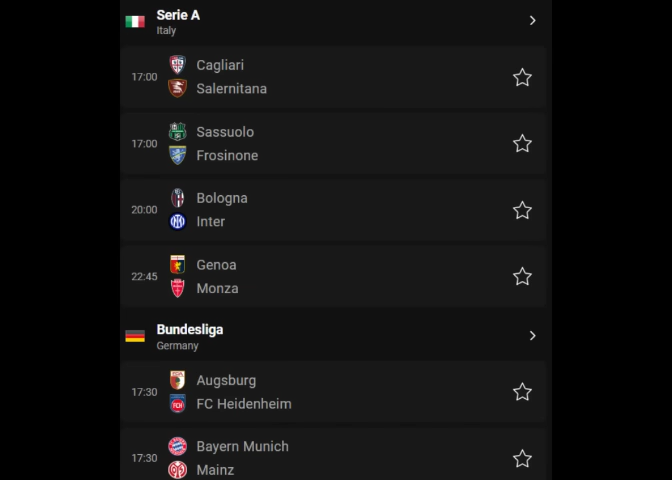 Serie A
Italy
17:00
Cagliari
Salernitana
17:00
Sassuolo
Frosinone
20:00
Bologna
Inter
22:45
Genoa
Monza
Bundesliga
Germany
17:30
Augsburg
FC Heidenheim
17:30
Bayern Munich
Mainz